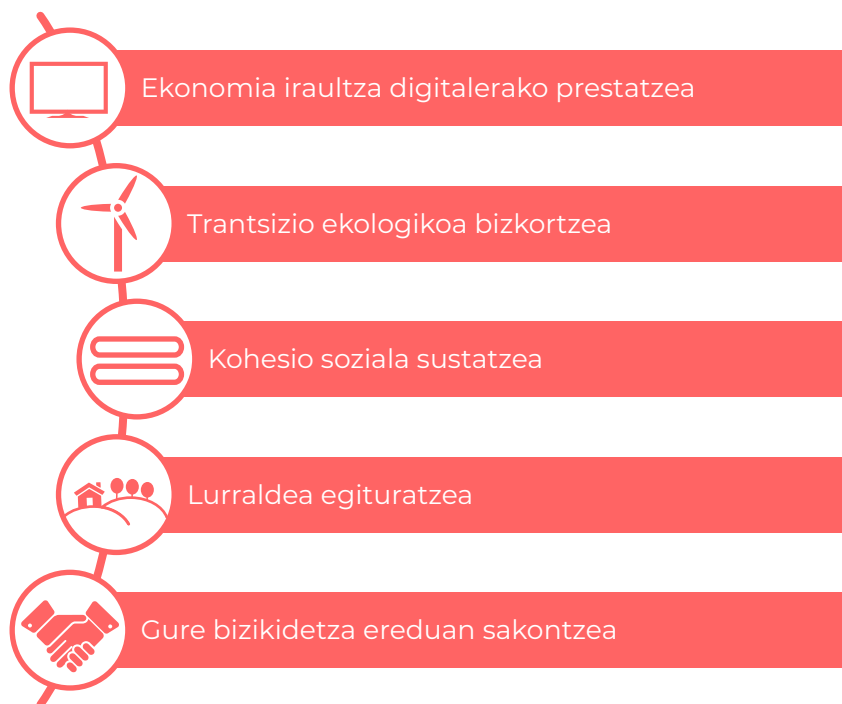 Ekonomia iraultza digitalerako prestatzea
Trantsizio ekologikoa bizkortzea
Kohesio soziala sustatzea
Lurraldea egituratzea
Gure bizikidetza ereduan sakontzea